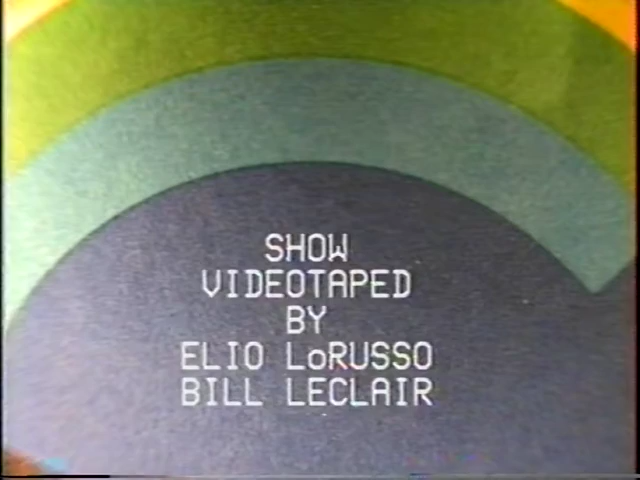 SHOW
VIDEOTAPED
BY
ELIO LoRUSSO
BILL LECLAIR